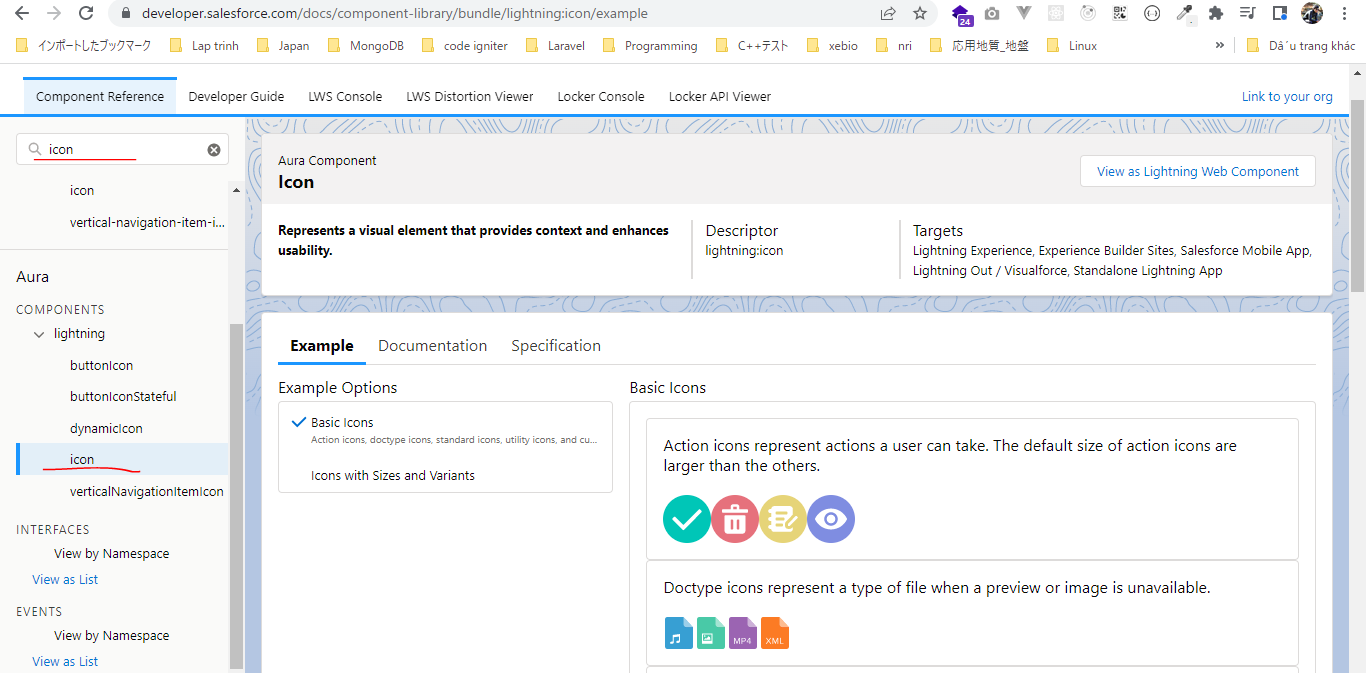 developer.salesforce.com/docs/component-library/bundle/lightning:icon/example
24
インポートしたブックマーク
Lap trinh
Japan
MongoDB
code igniter
Laravel
Programming
C++テスト
xebio
nri
応用地質_地盤
Linux
»
Dấu trang khác
Component Reference
Developer Guide
LWS Console
LWS Distortion Viewer
Locker Console
Locker API Viewer
Link to your org
icon
icon
vertical-navigation-item-i...
Aura
COMPONENTS
lightning
buttonIcon
buttonIconStateful
dynamicIcon
icon
verticalNavigationItemIcon
INTERFACES
View by Namespace
View as List
EVENTS
View by Namespace
View as List
Aura Component
Icon
View as Lightning Web Component
Represents a visual element that provides context and enhances
usability.
Descriptor
lightning:icon
Targets
Lightning Experience, Experience Builder Sites, Salesforce Mobile App,
Lightning Out / Visualforce, Standalone Lightning App
Example
Documentation
Specification
Example Options
Basic Icons
Action icons, doctype icons, standard icons, utility icons, and cu...
Icons with Sizes and Variants
Basic Icons
Action icons represent actions a user can take. The default size of action icons are
larger than the others.
Doctype icons represent a type of file when a preview or image is unavailable.
MP4
XML